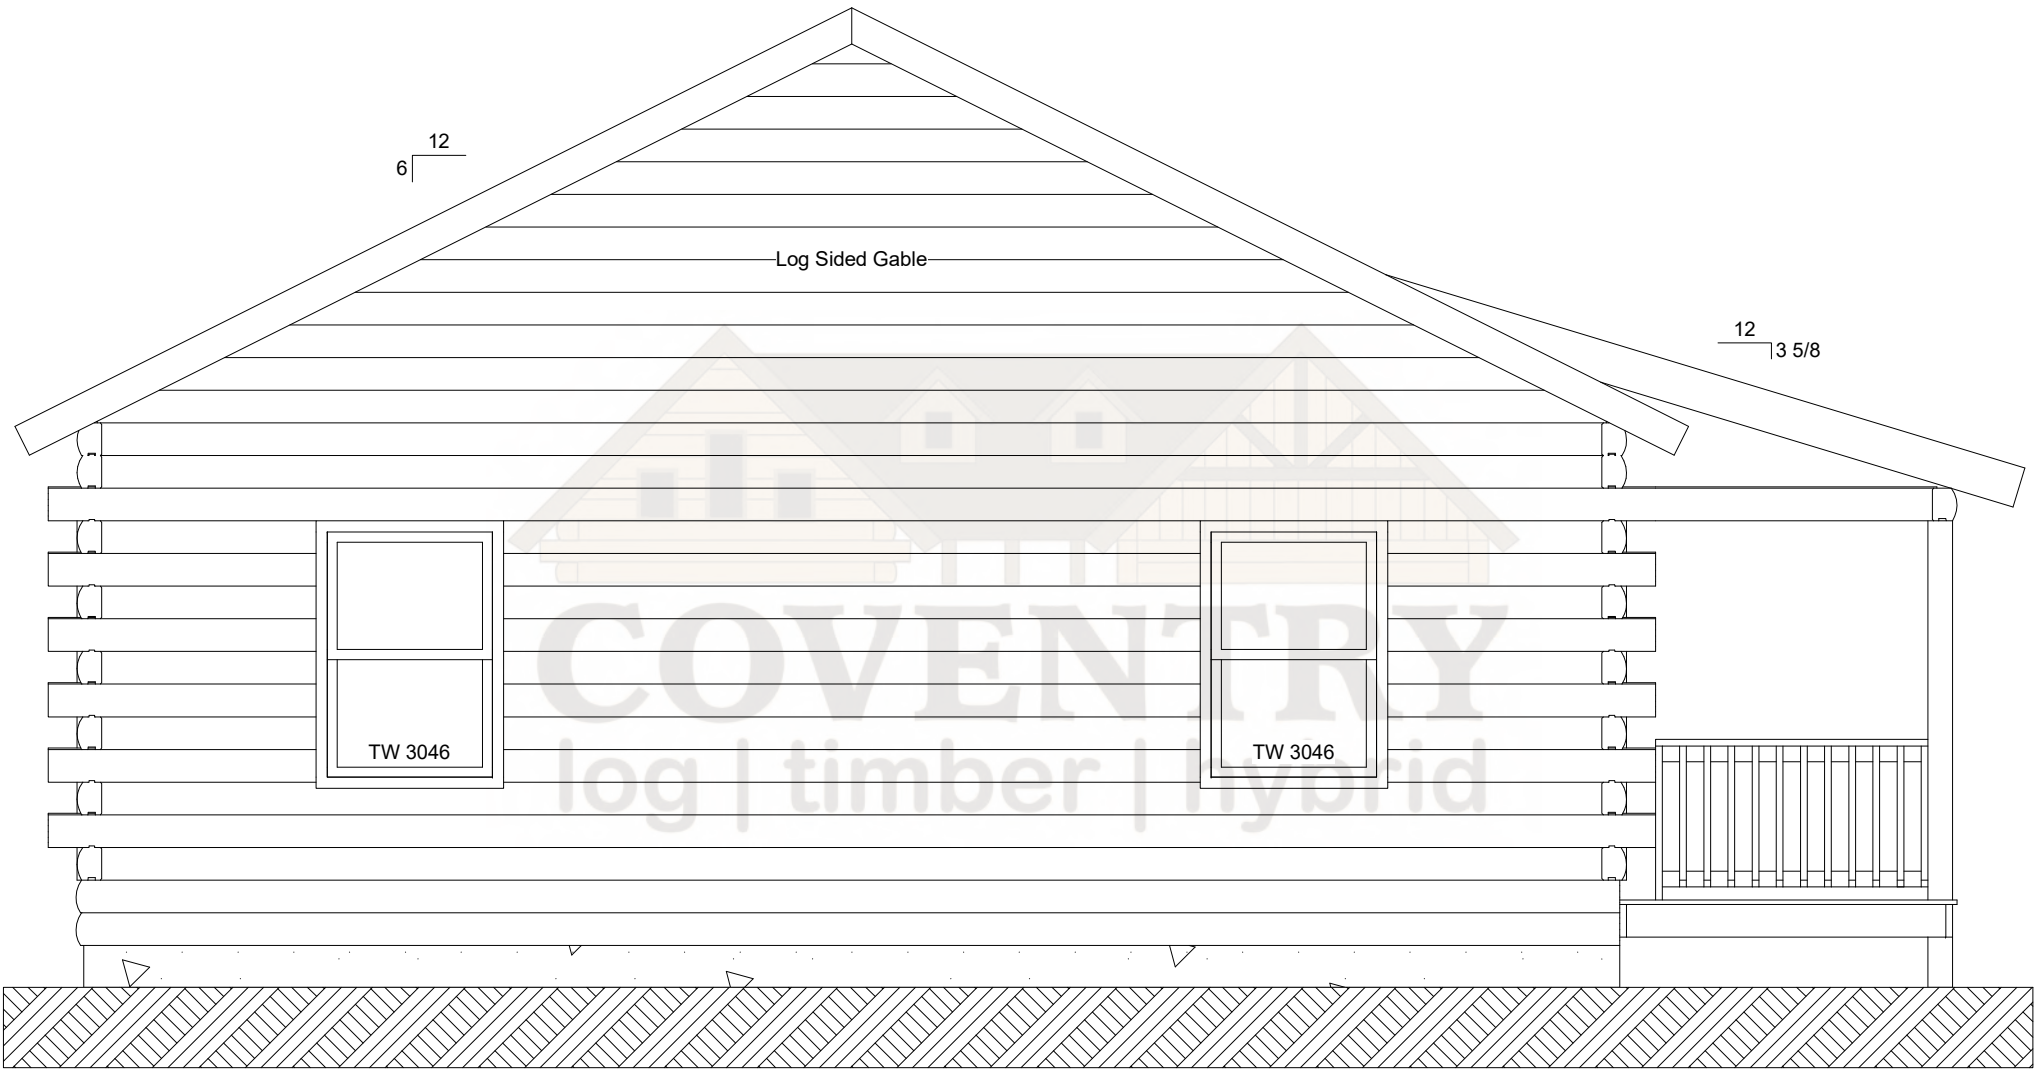 12
6
Log Sided Gable
12
3 5/8
COVENTRY
TW 3046
TW 3046
log | timber | hybrid